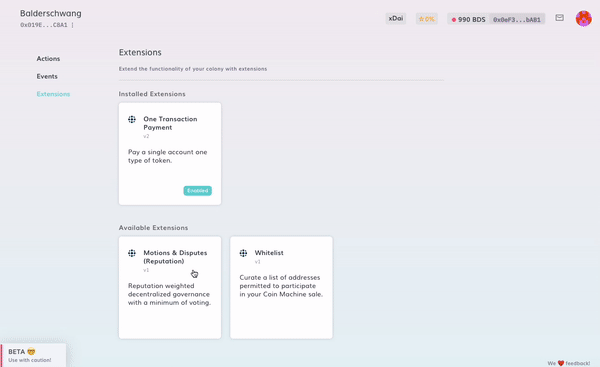 Balderschwang
0x019E...C8A1
xDai
0%
990 BDS
0x0eF3...bAB1
Actions
Events
Extensions
Extensions
Extend the functionality of your colony with extensions
Installed Extensions
One Transaction
Payment
v2
Pay a single account one
type of token.
Enabled
Available Extensions
Motions & Disputes
(Reputation)
v1
Reputation weighted
decentralized governance
with a minimum of voting.
Whitelist
v1
Curate a list of addresses
permitted to participate
in your Coin Machine sale.
BETA
Use with caution!
We ❤️ feedback!